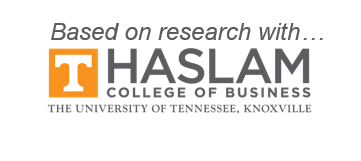 Based on research with...
T HASLAM
COLLEGE OF BUSINESS
THE UNIVERSITY OF TENNESSEE, KNOXVILLE